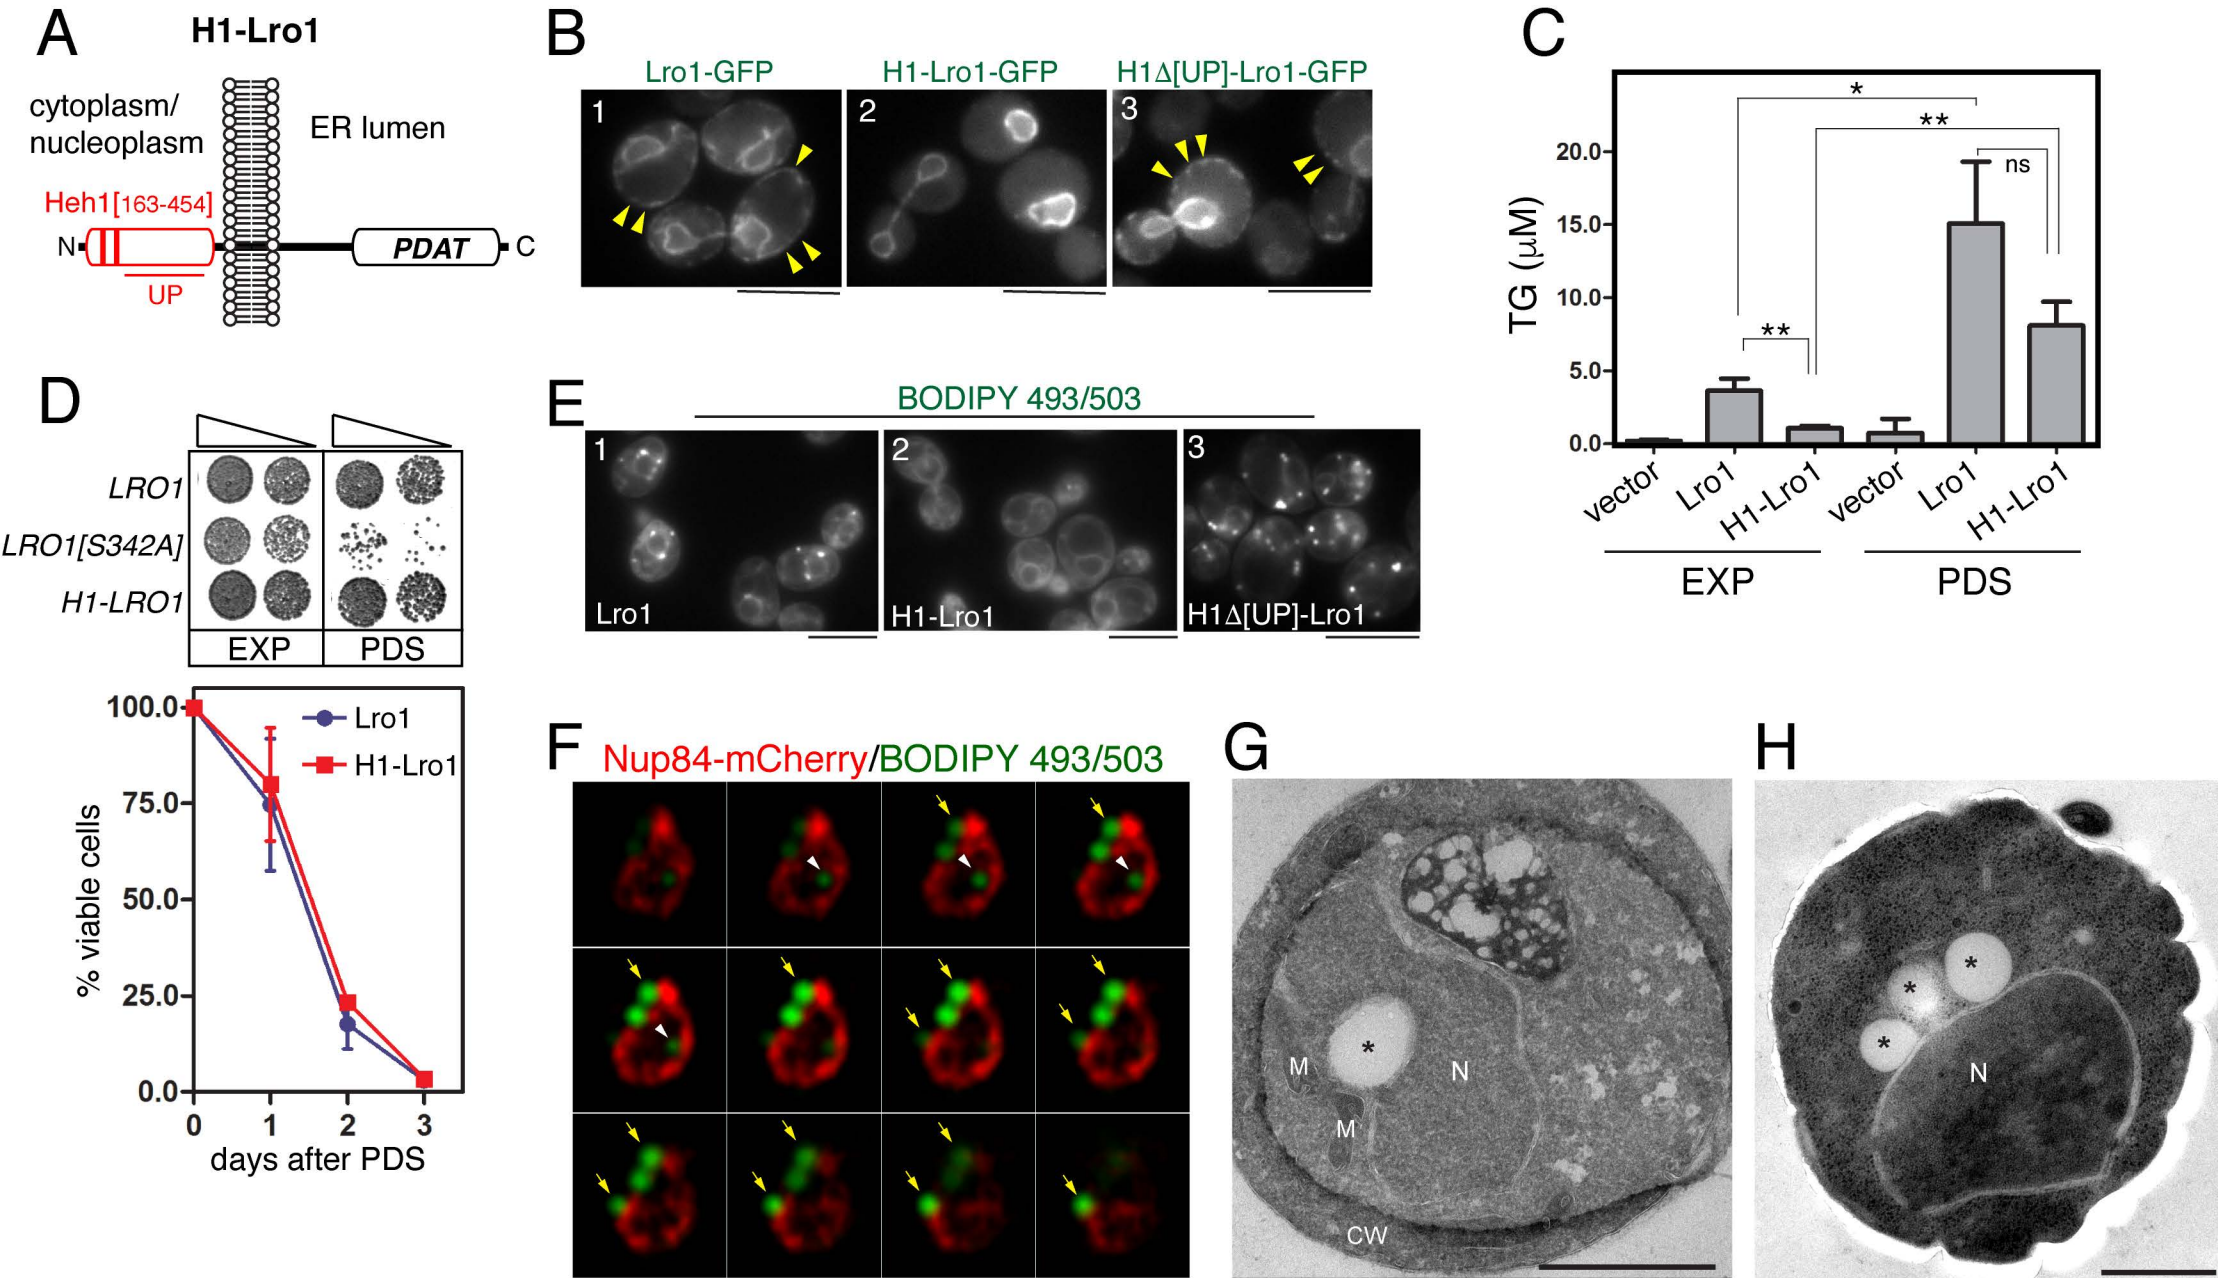 A
H1-Lro1
cytoplasm/
nucleoplasm
ER lumen
Heh1[163-454]
N
PDAT
C
UP
B
Lro1-GFP
H1-Lro1-GFP
H1Δ[UP]-Lro1-GFP
1
2
3
C
TG (μM)
20.0
15.0
10.0
5.0
0.0
*
**
ns
**
vector
Lro1
H1-Lro1
vector
Lro1
H1-Lro1
EXP
PDS
D
LRO1
LRO1[S342A]
H1-LRO1
EXP
PDS
% viable cells
100.0
75.0
50.0
25.0
0.0
Lro1
H1-Lro1
0
1
2
3
days after PDS
E
BODIPY 493/503
1
2
3
Lro1
H1-Lro1
H1Δ[UP]-Lro1
F
Nup84-mCherry/BODIPY 493/503
G
*
M
N
M
CW
H
*
*
*
N